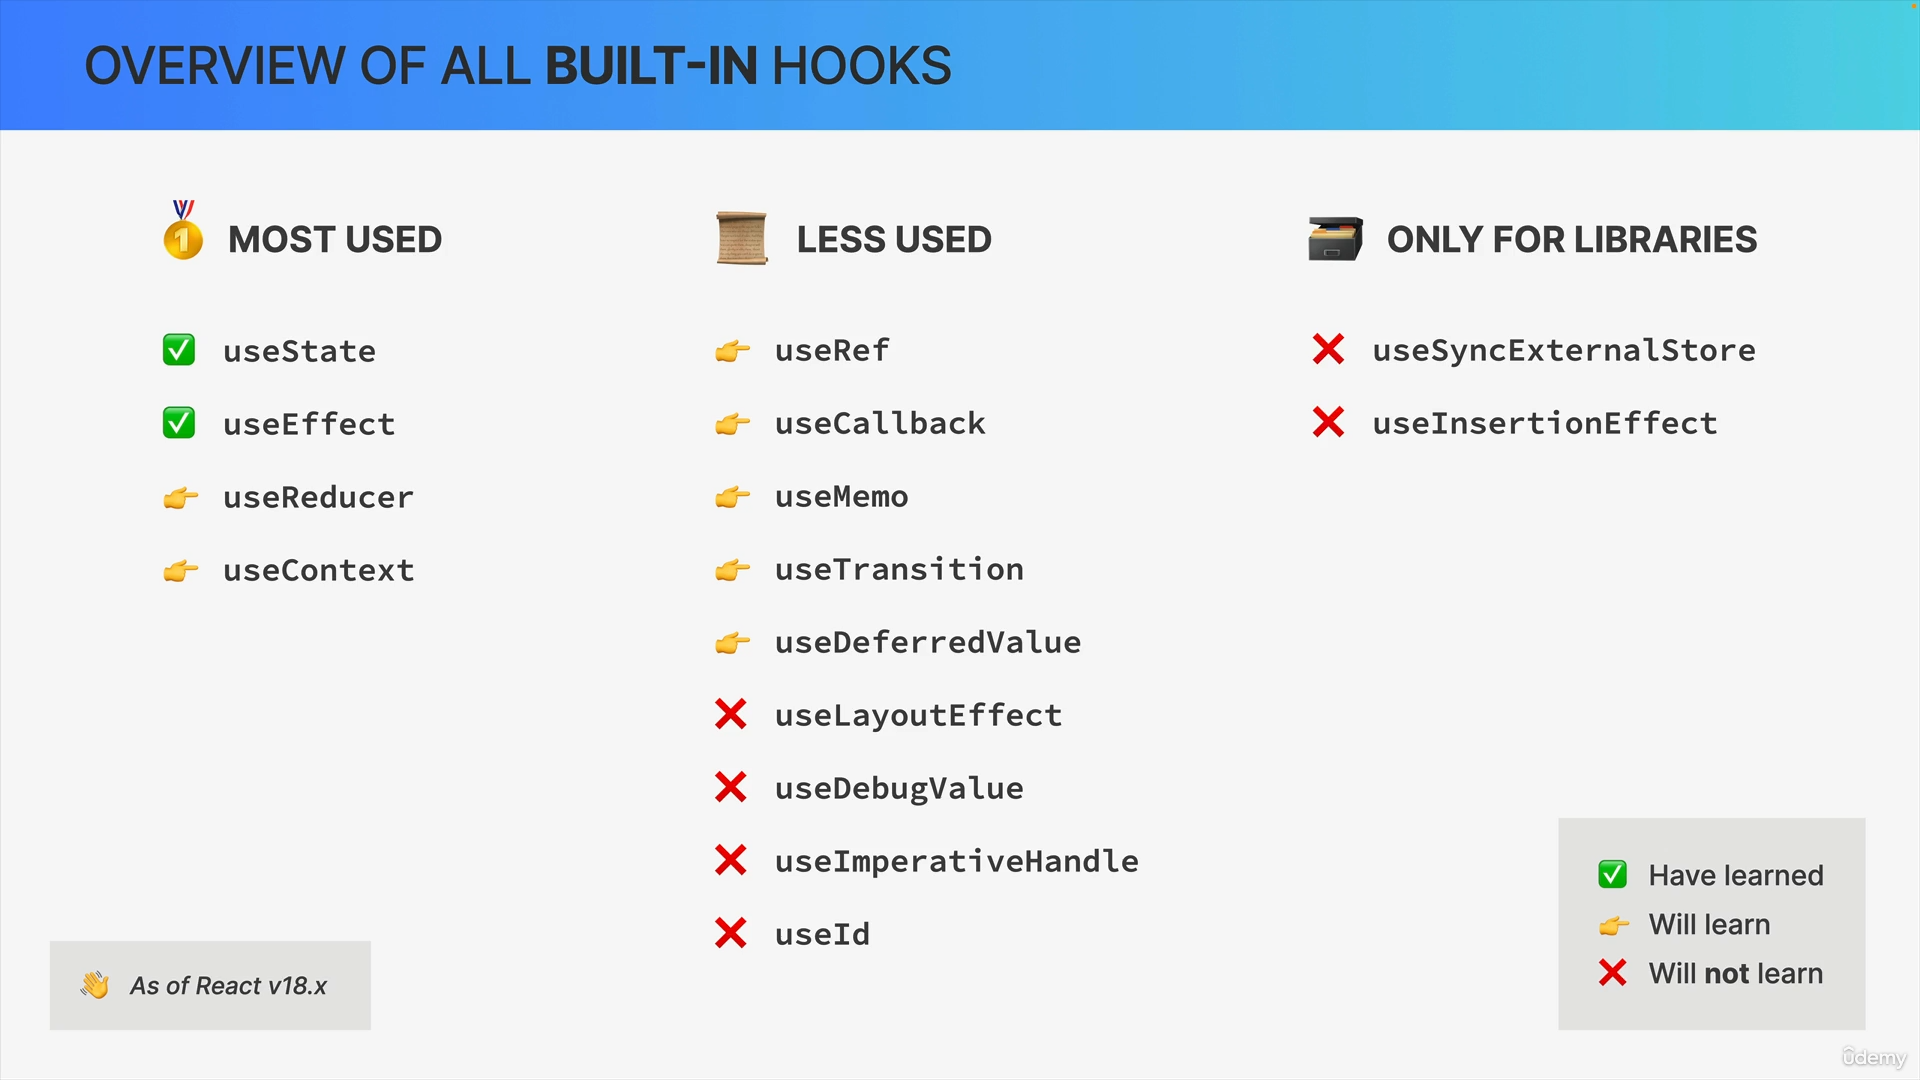 OVERVIEW OF ALL BUILT-IN HOOKS
MOST USED
useState
useEffect
useReducer
useContext
LESS USED
useRef
useCallback
useMemo
useTransition
useDeferredValue
useLayoutEffect
useDebugValue
useImperativeHandle
useId
ONLY FOR LIBRARIES
useSyncExternalStore
useInsertionEffect
As of React v18.x
Have learned
Will learn
Will not learn
ûdemy